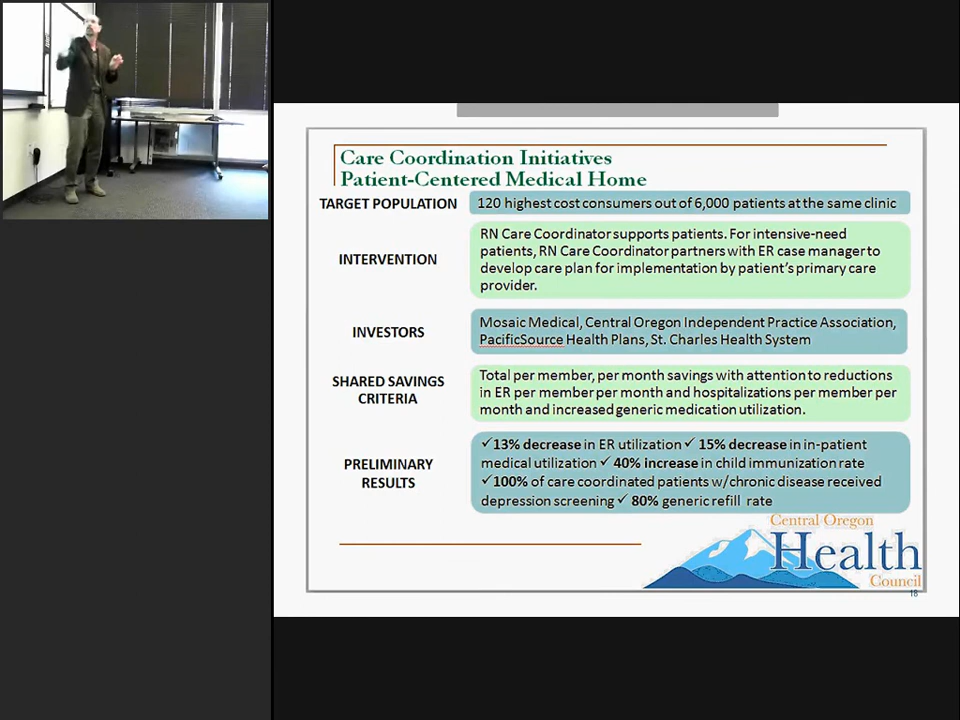 Care Coordination Initiatives
Patient-Centered Medical Home
TARGET POPULATION
120 highest cost consumers out of 6,000 patients at the same clinic
INTERVENTION
RN Care Coordinator supports patients. For intensive-need
patients, RN Care Coordinator partners with ER case manager to
develop care plan for implementation by patient's primary care
provider.
INVESTORS
Mosaic Medical, Central Oregon Independent Practice Association,
PacificSource Health Plans, St. Charles Health System
SHARED SAVINGS
CRITERIA
Total per member, per month savings with attention to reductions
in ER per member per month and hospitalizations per member per
month and increased generic medication utilization.
PRELIMINARY
RESULTS
✓13% decrease in ER utilization ✓ 15% decrease in in-patient
medical utilization ✓ 40% increase in child immunization rate
✓100% of care coordinated patients w/chronic disease received
depression screening ✓ 80% generic refill rate
Central Oregon
Health
Council
18